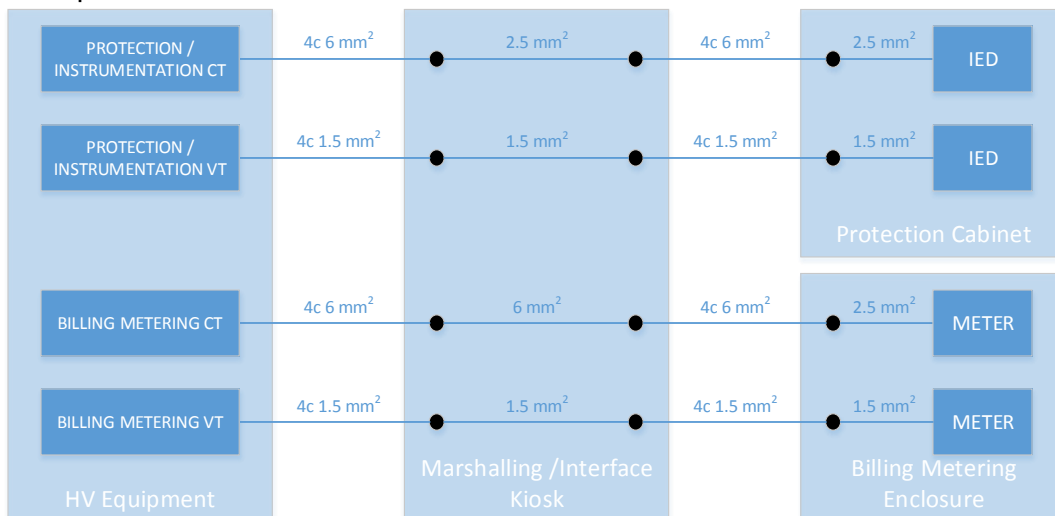 PROTECTION /
INSTRUMENTATION CT
4c 6 mm²
2.5 mm²
4c 6 mm²
2.5 mm²
IED
PROTECTION /
INSTRUMENTATION VT
4c 1.5 mm²
1.5 mm²
4c 1.5 mm²
1.5 mm²
IED
Protection Cabinet
BILLING METERING CT
4c 6 mm²
6 mm²
4c 6 mm²
2.5 mm²
METER
BILLING METERING VT
4c 1.5 mm²
1.5 mm²
4c 1.5 mm²
1.5 mm²
METER
HV Equipment
Marshalling /Interface
Kiosk
Billing Metering
Enclosure